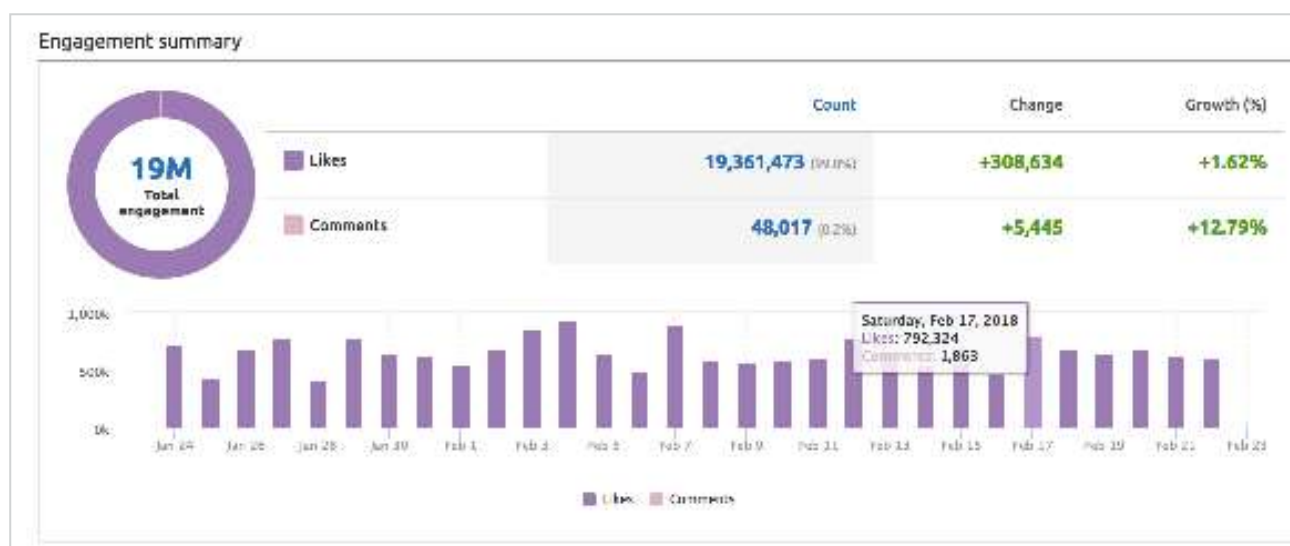 Engagement summary
Count Change Growth (%)
19M
Total
engagement
Likes 19,361,473 +308,634 +1.62%
Comments 48,017 (0.2%) +5,445 +12.79%
1,000k
500k
0k
Saturday, Feb 17, 2018
Likes: 792,324
Comments: 1,863
Jan 24 Jan 26 Jan 28 Jan 30 Feb 1 Feb 3 Feb 5 Feb 7 Feb 9 Feb 11 Feb 13 Feb 15 Feb 17 Feb 19 Feb 21 Feb 23
Likes Comments